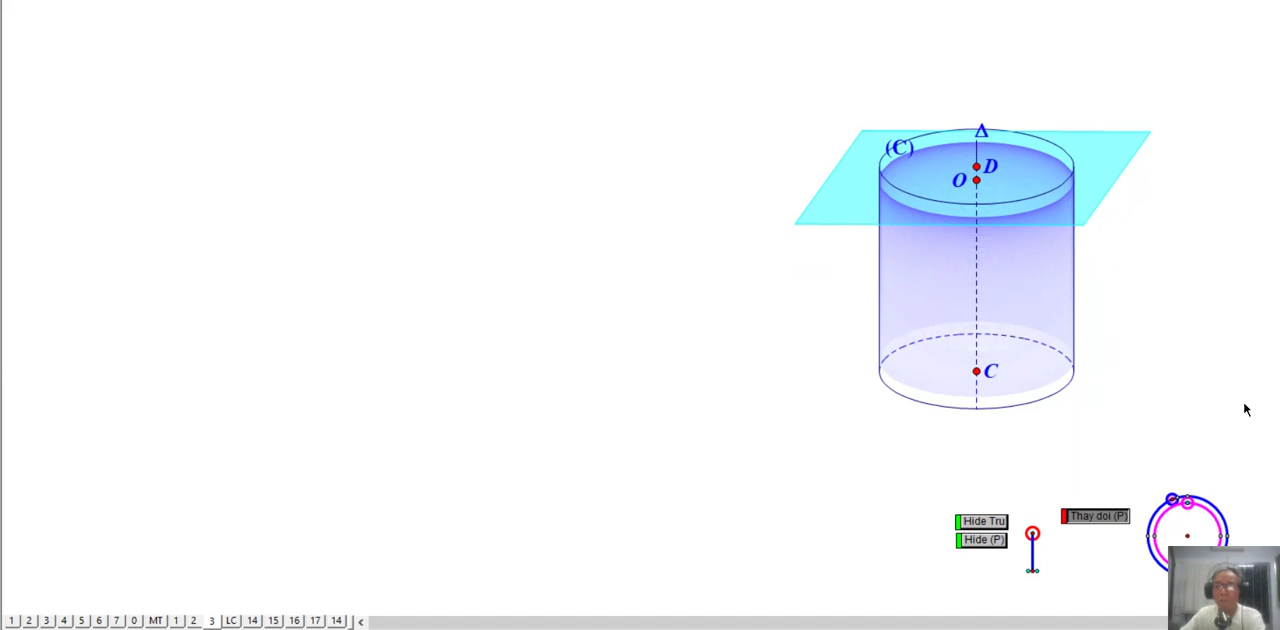 Δ
(C)
D
O
C
Hide Tru
Thay doi (P)
Hide (P)
1 2 3 4 5 6 7 0 MT 1 2 3 LC 14 15 16 17 14 <